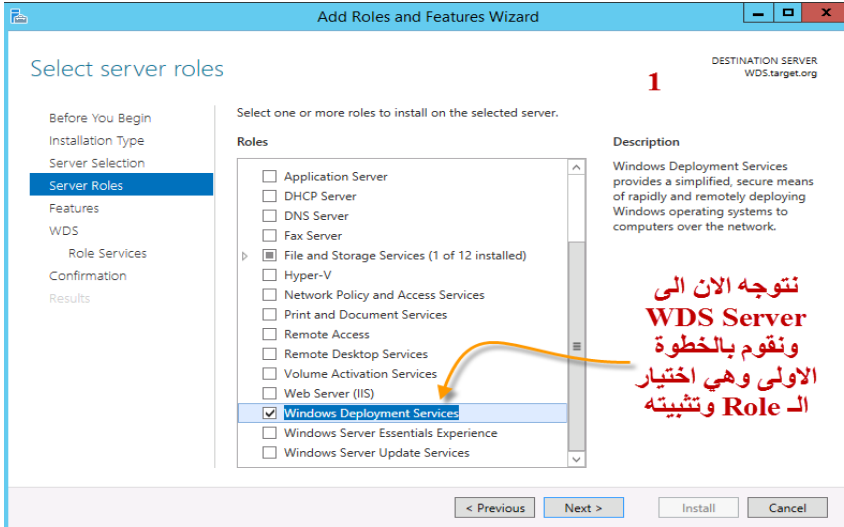 Add Roles and Features Wizard
Select server roles
1
DESTINATION SERVER
WDS.target.org
Before You Begin
Installation Type
Server Selection
Server Roles
Features
WDS
Role Services
Confirmation
Results
Select one or more roles to install on the selected server.
Roles
Application Server
DHCP Server
DNS Server
Fax Server
File and Storage Services (1 of 12 installed)
Hyper-V
Network Policy and Access Services
Print and Document Services
Remote Access
Remote Desktop Services
Volume Activation Services
Web Server (IIS)
Windows Deployment Services
Windows Server Essentials Experience
Windows Server Update Services
Description
Windows Deployment Services
provides a simplified, secure means
of rapidly and remotely deploying
Windows operating systems to
computers over the network.
نتوجه الان الى
WDS Server
ونقوم بالخطوة
الاولى وهي اختيار
الـ Role وتثبيته
< Previous
Next >
Install
Cancel